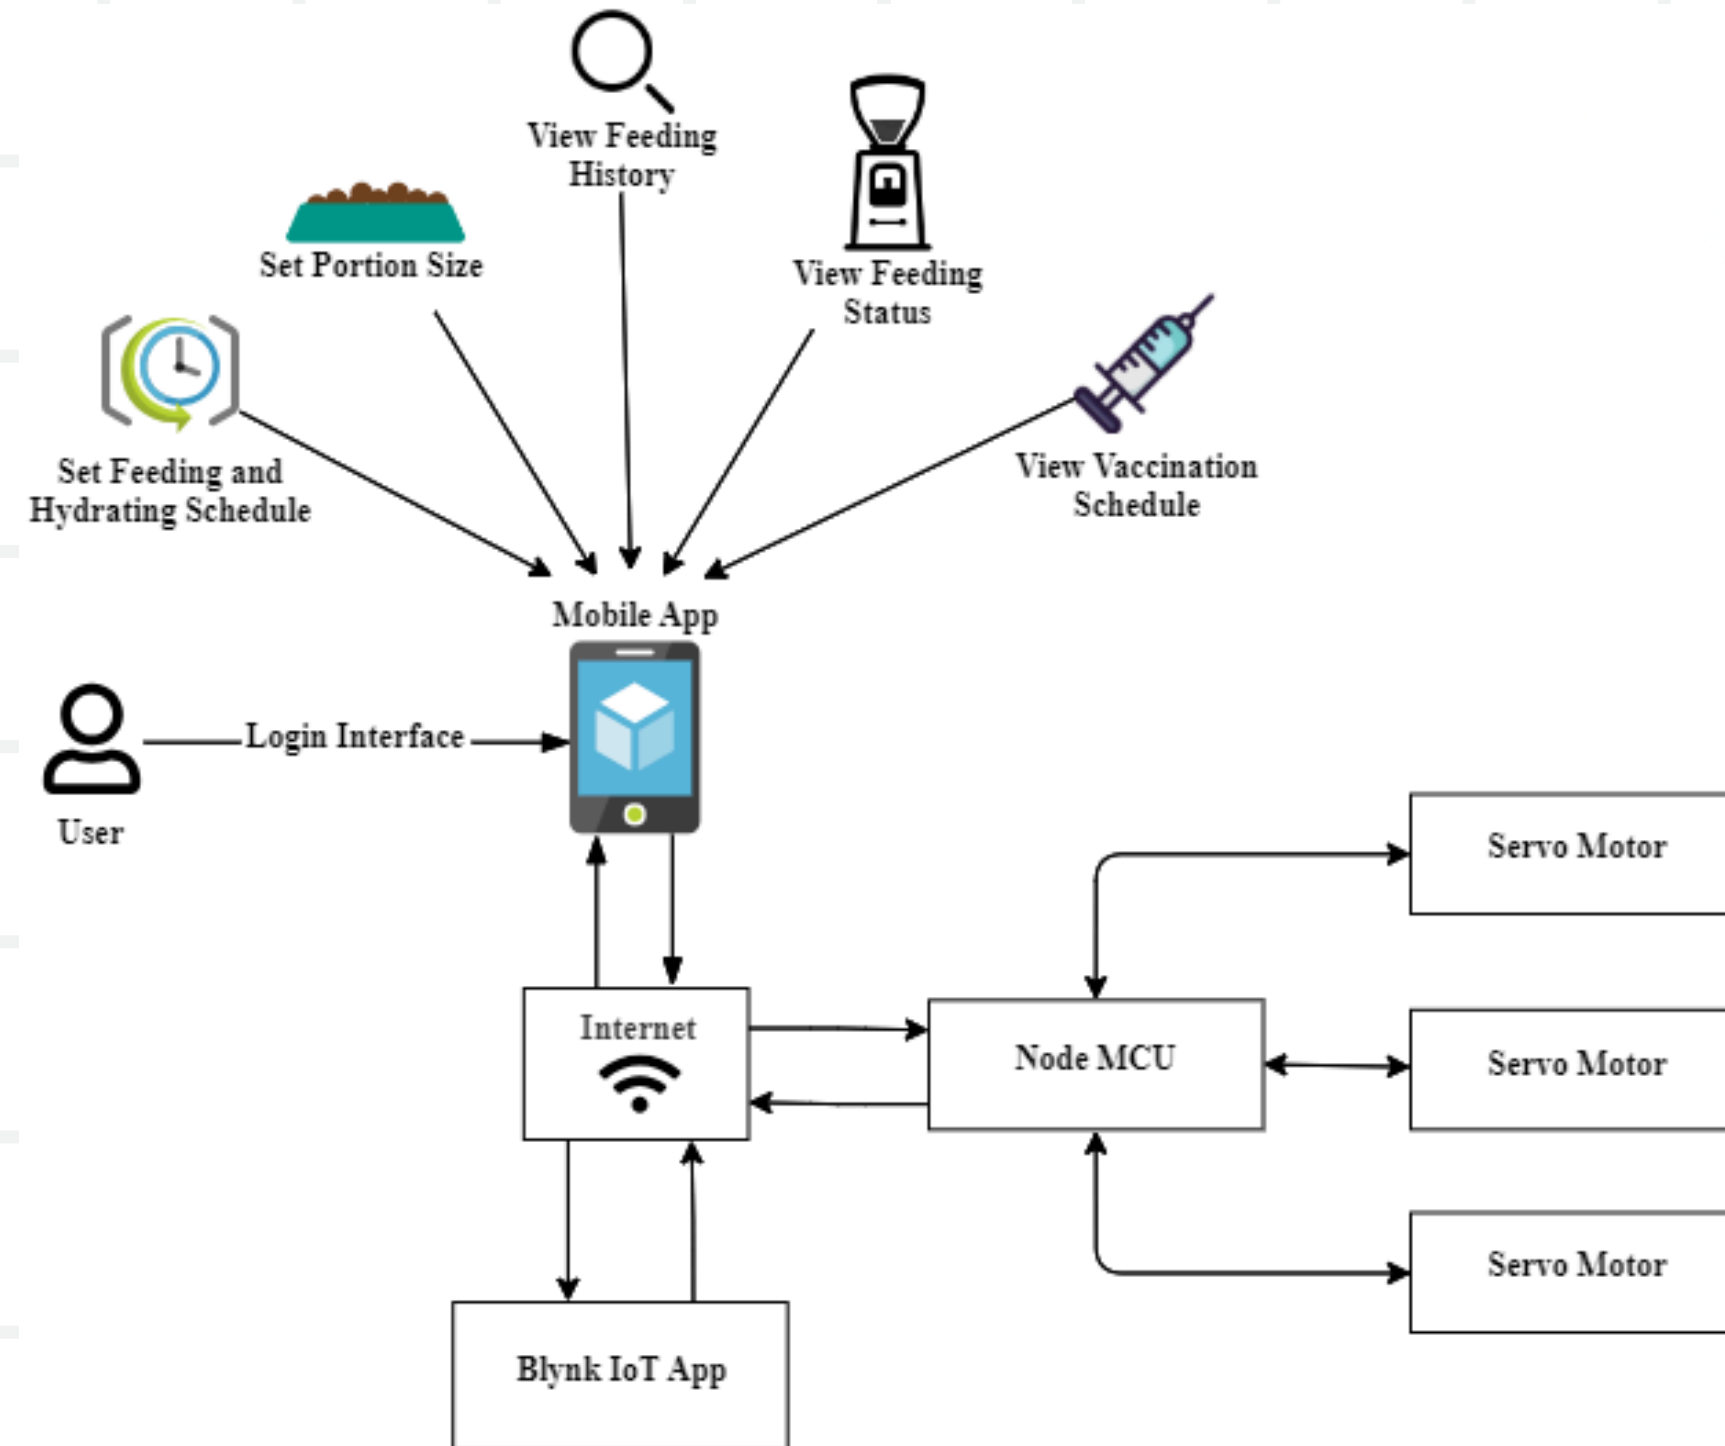 View Feeding
History
Set Portion Size
View Feeding
Status
Set Feeding and
Hydrating Schedule
View Vaccination
Schedule
Mobile App
Login Interface
User
Servo Motor
Internet
Node MCU
Servo Motor
Servo Motor
Blynk IoT App